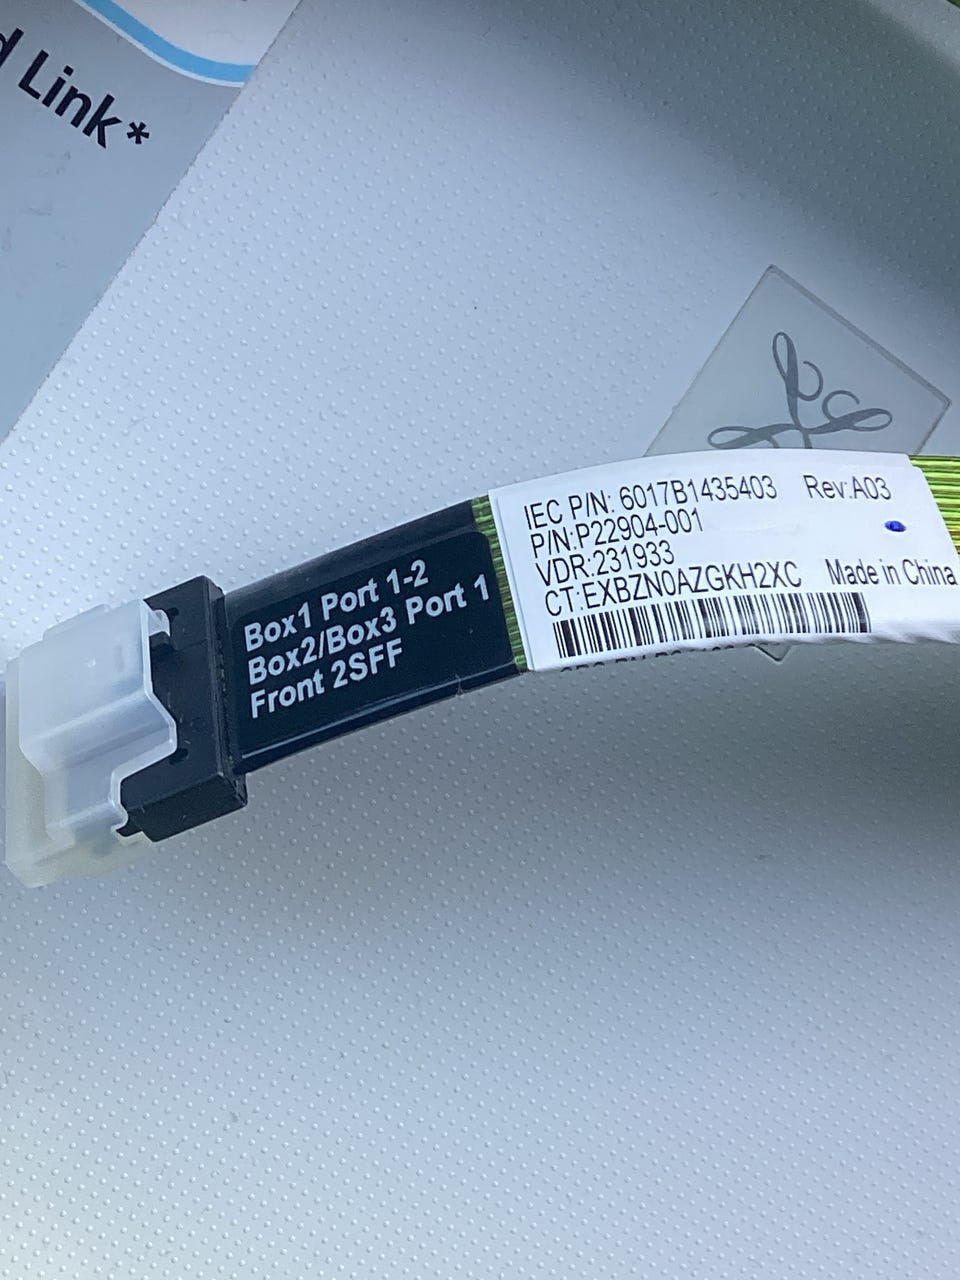 Link*
IEC P/N: 6017B1435403 Rev:A03
P/N:P22904-001
VDR:231933
CT:EXBZN0AZGKH2XC Made in China
Box1 Port 1-2
Box2/Box3 Port 1
Front 2SFF